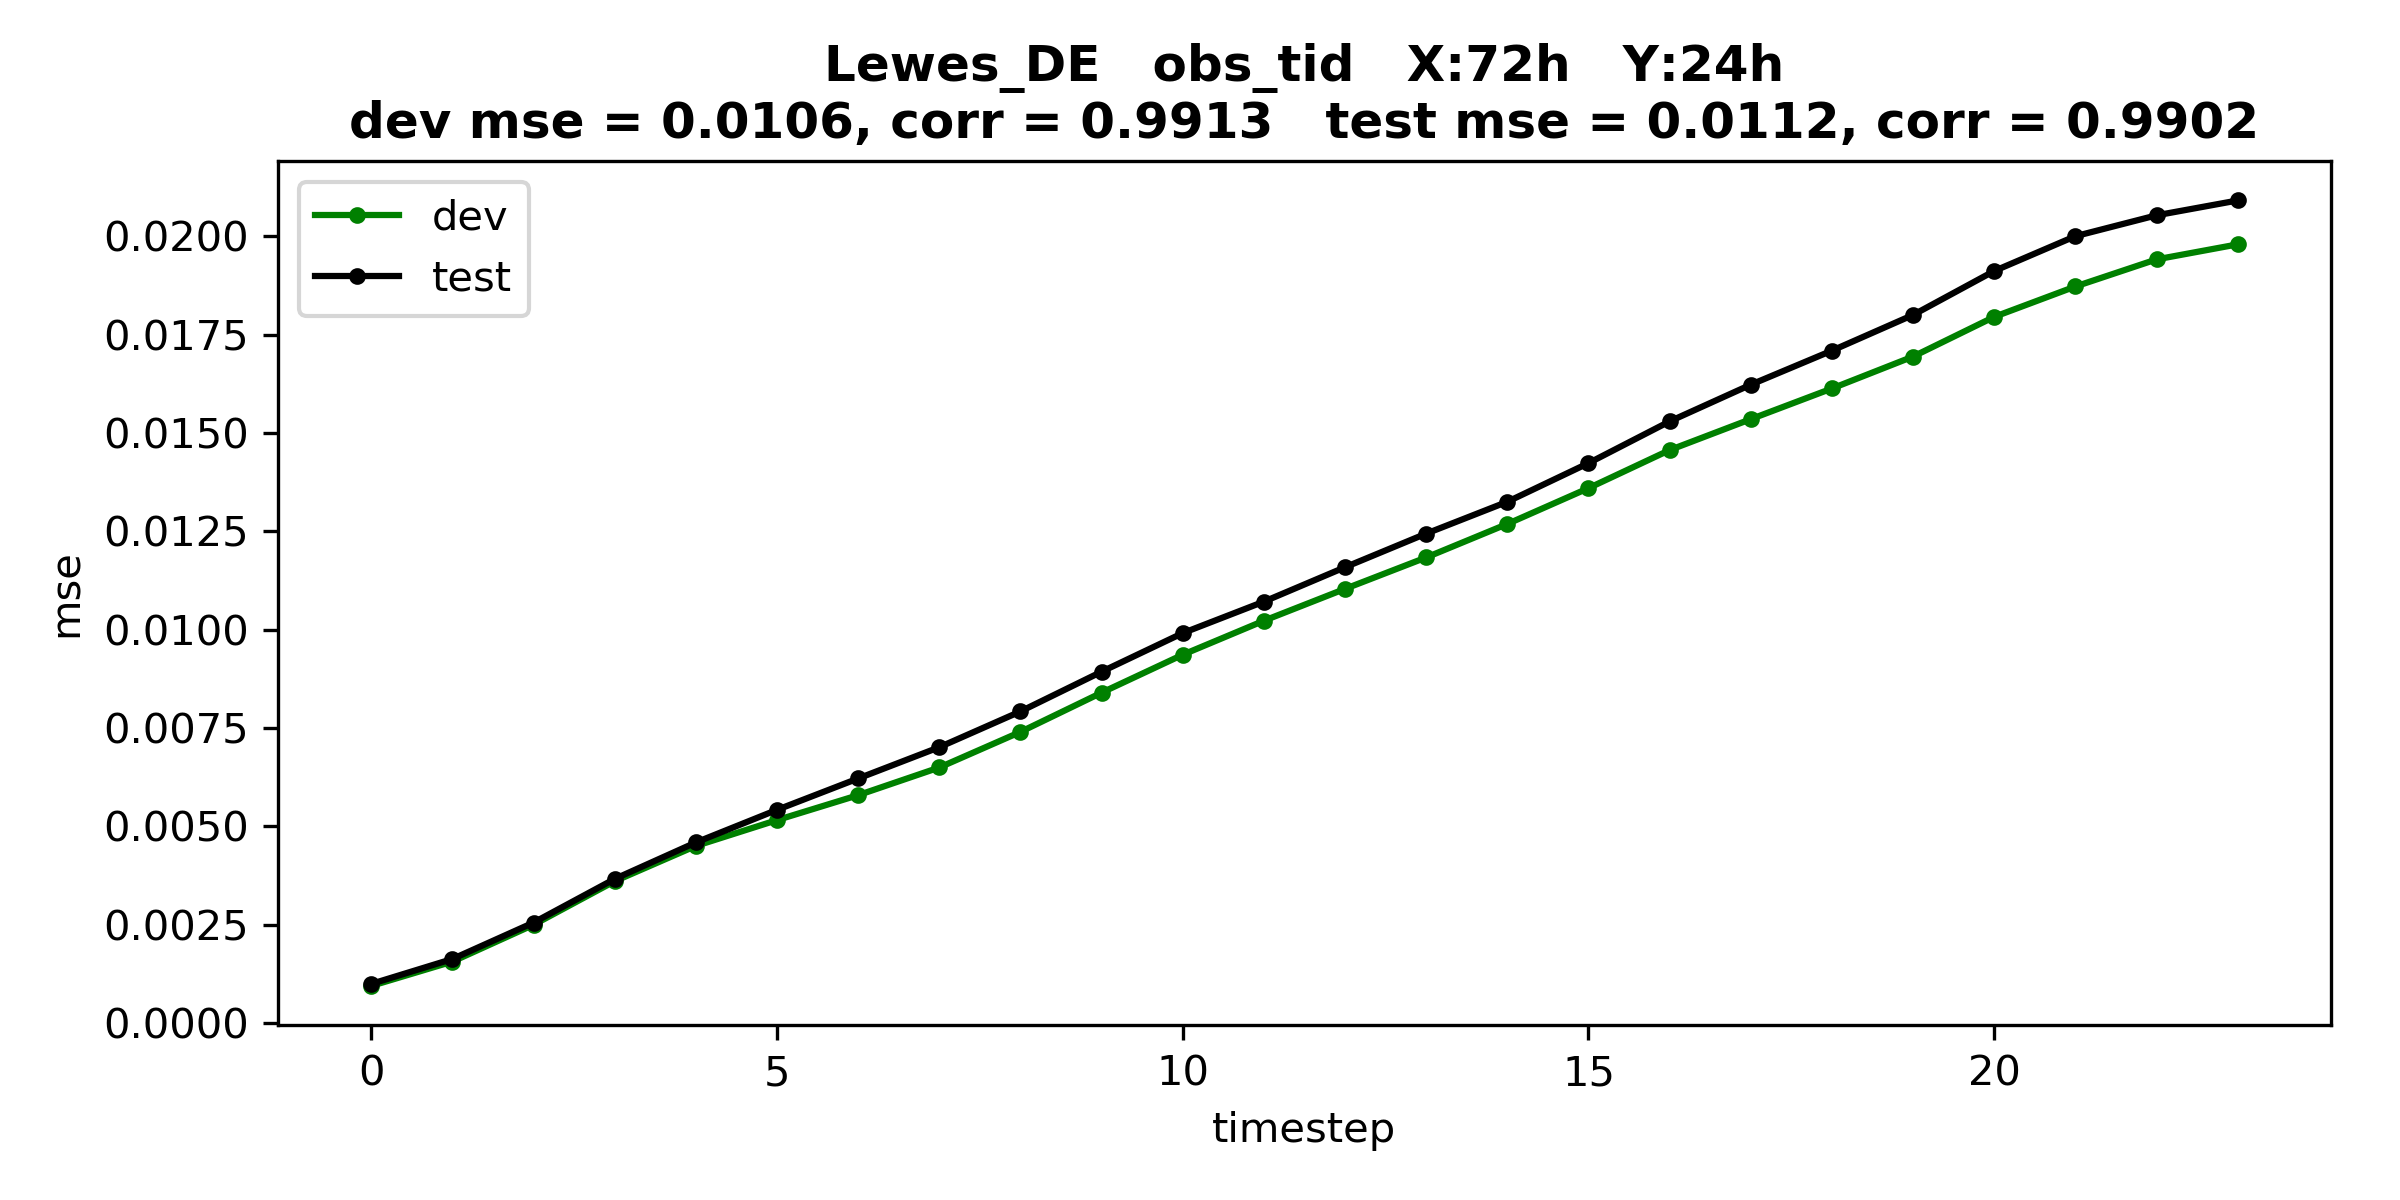 Lewes_DE   obs_tid   X:72h   Y:24h
dev mse = 0.0106, corr = 0.9913   test mse = 0.0112, corr = 0.9902
dev
test
0.0200
0.0175
0.0150
0.0125
0.0100
0.0075
0.0050
0.0025
0.0000
mse
0 5 10 15 20
timestep